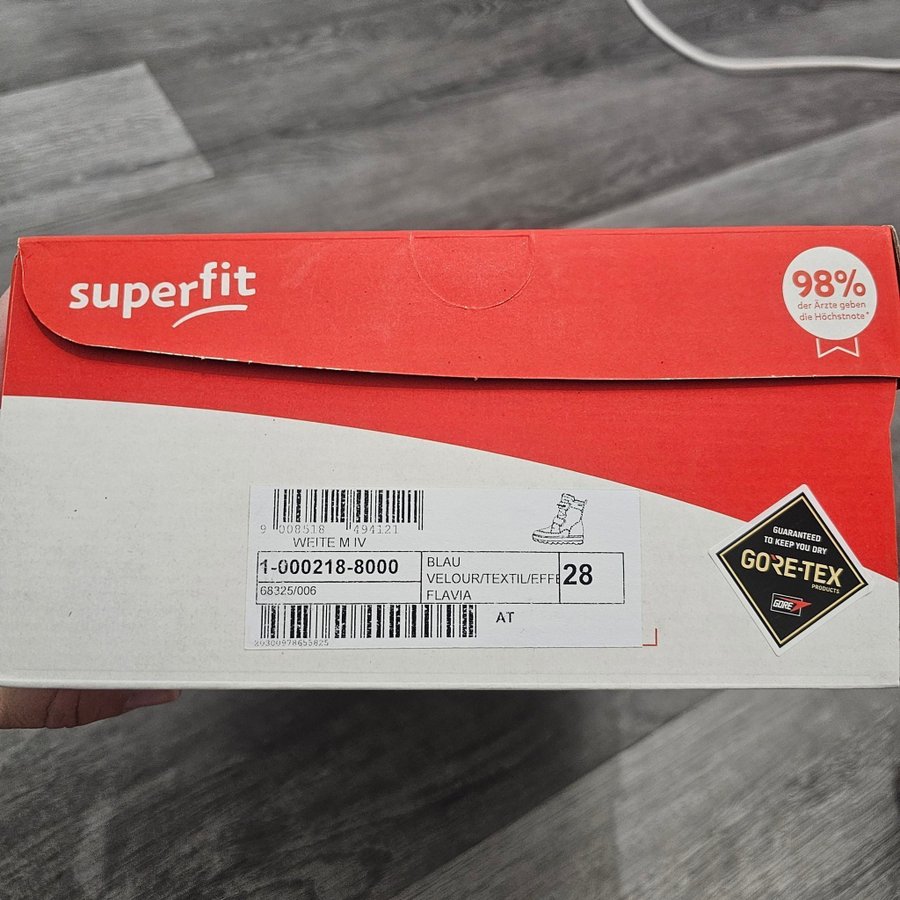 superfit
98%
der Ärzte geben
die Höchstnote*
9 008518 494121
WEITE M IV
1-000218-8000
68325/006
BLAU
VELOUR/TEXTIL/EFFE
FLAVIA
28
AT
GUARANTEED
TO KEEP YOU DRY
GORE-TEX
PRODUCTS
GORE